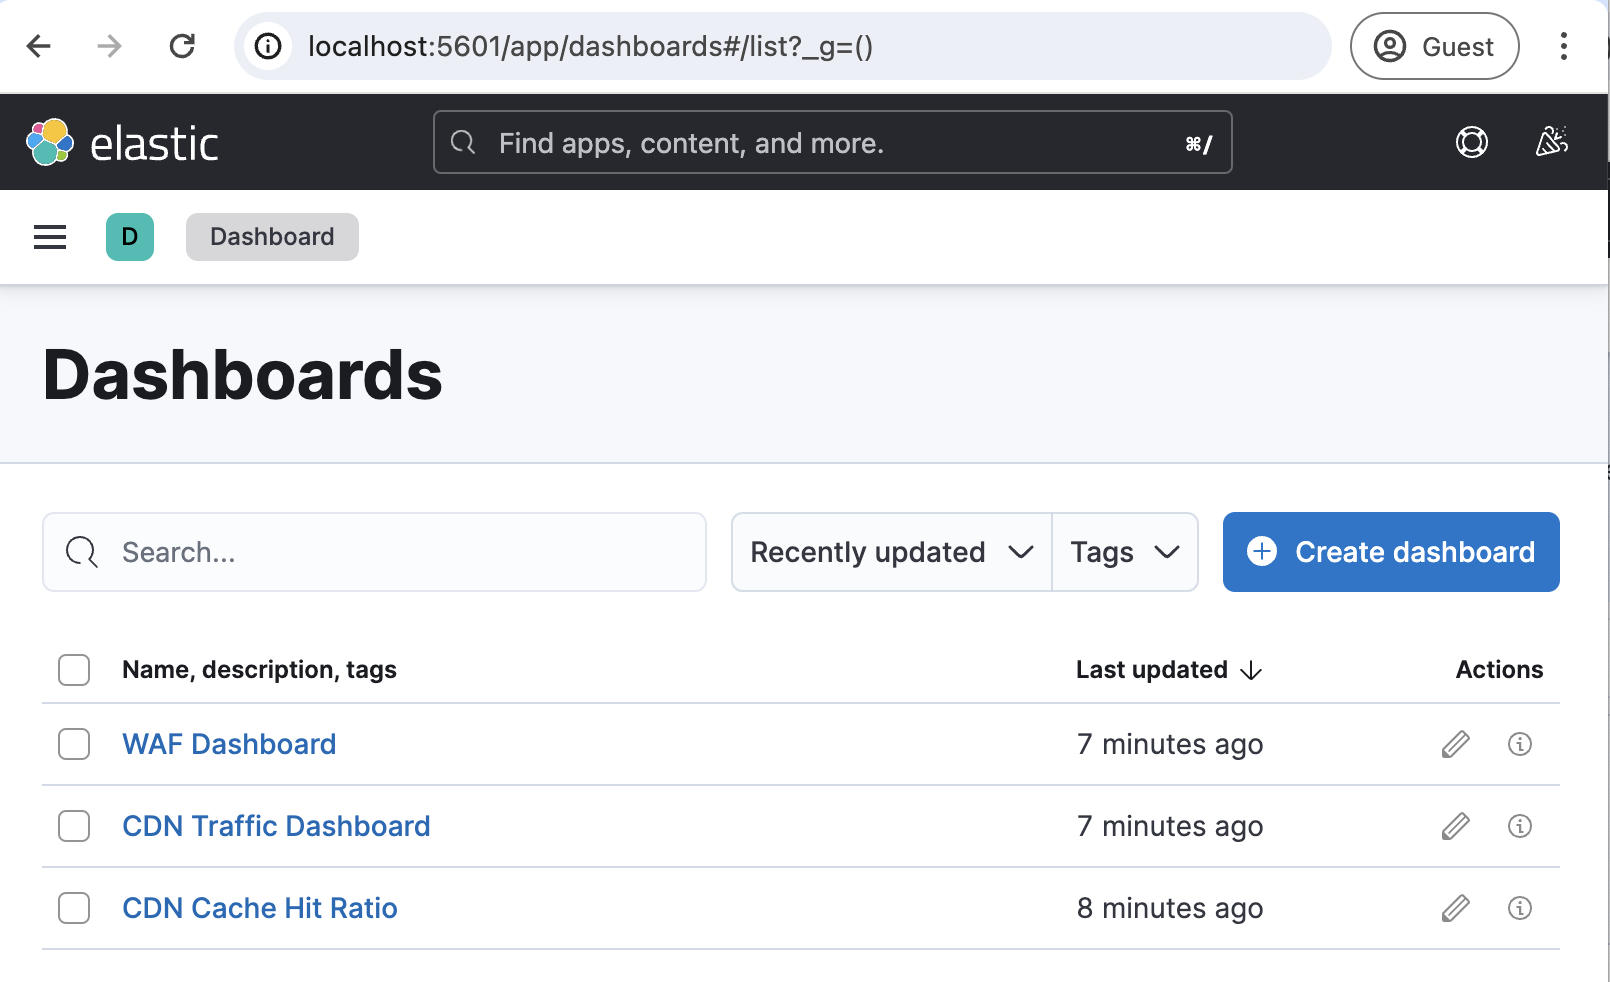 localhost:5601/app/dashboards#/list?_g=()
Guest
elastic
Find apps, content, and more.
⌘/
D
Dashboard
Dashboards
Search...
Recently updated
Tags
Create dashboard
Name, description, tags
Last updated
Actions
WAF Dashboard
7 minutes ago
CDN Traffic Dashboard
7 minutes ago
CDN Cache Hit Ratio
8 minutes ago